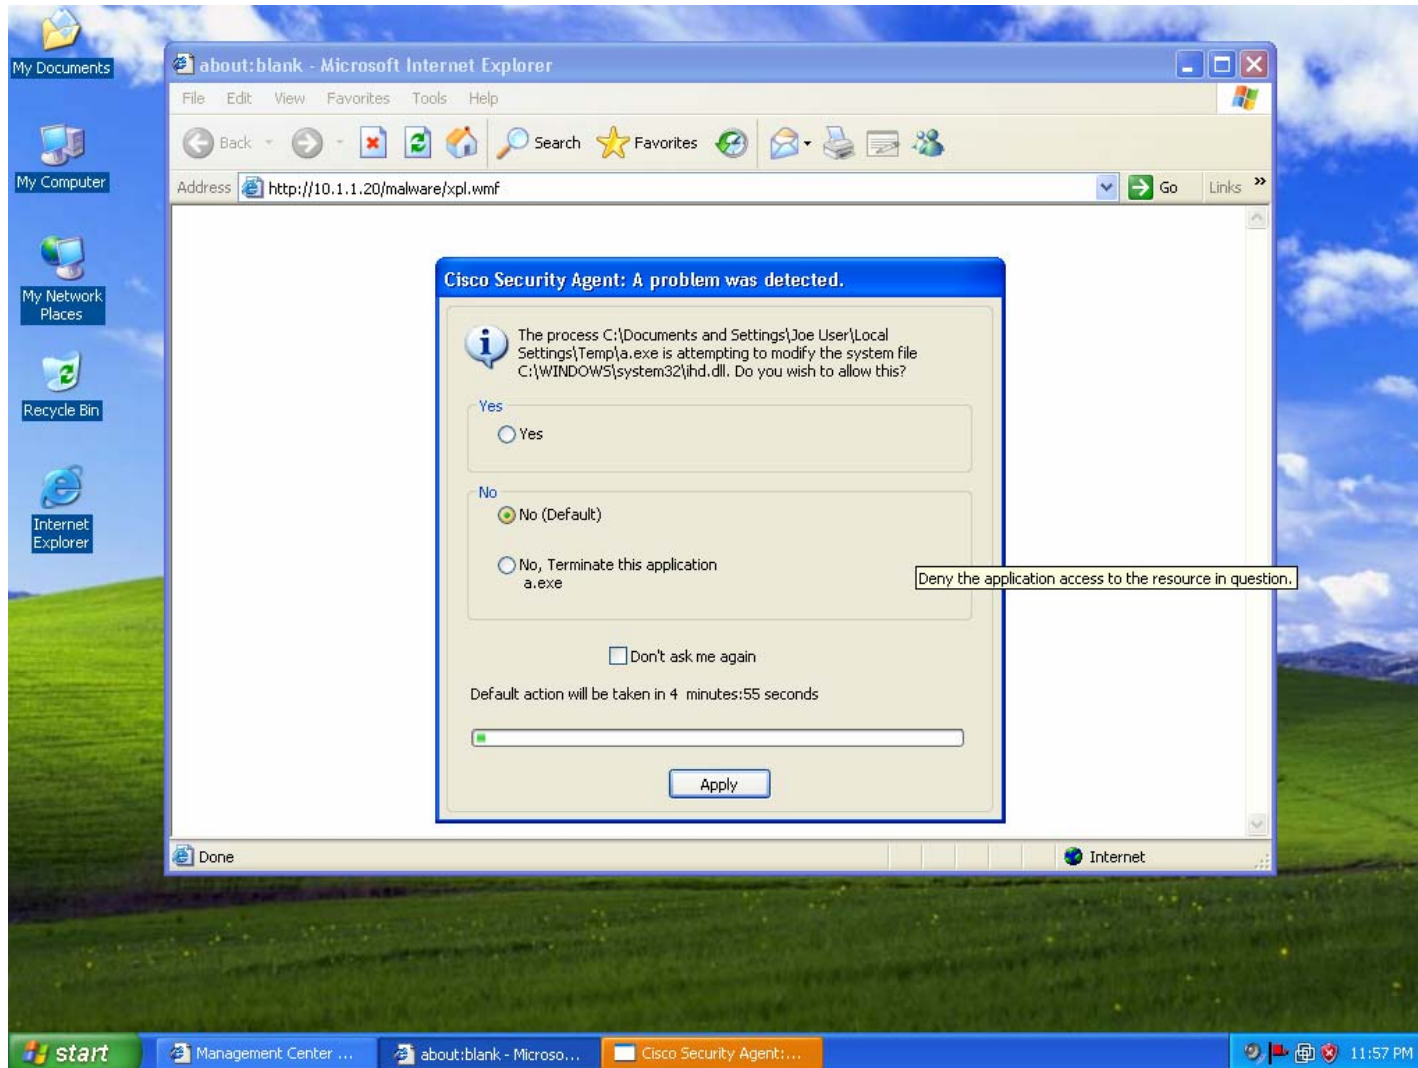 My Documents
My Computer
My Network
Places
Recycle Bin
Internet
Explorer
about:blank - Microsoft Internet Explorer
File Edit View Favorites Tools Help
Back Search Favorites
Address http://10.1.1.20/malware/xpl.wmf Go Links »
Cisco Security Agent: A problem was detected.
The process C:\Documents and Settings\Joe User\Local
Settings\Temp\a.exe is attempting to modify the system file
C:\WINDOWS\system32\ihd.dll. Do you wish to allow this?
Yes
Yes
No
No (Default)
No, Terminate this application
a.exe
Deny the application access to the resource in question.
Don't ask me again
Default action will be taken in 4 minutes:55 seconds
Apply
Done Internet
start Management Center ... about:blank - Microso... Cisco Security Agent:... 11:57 PM